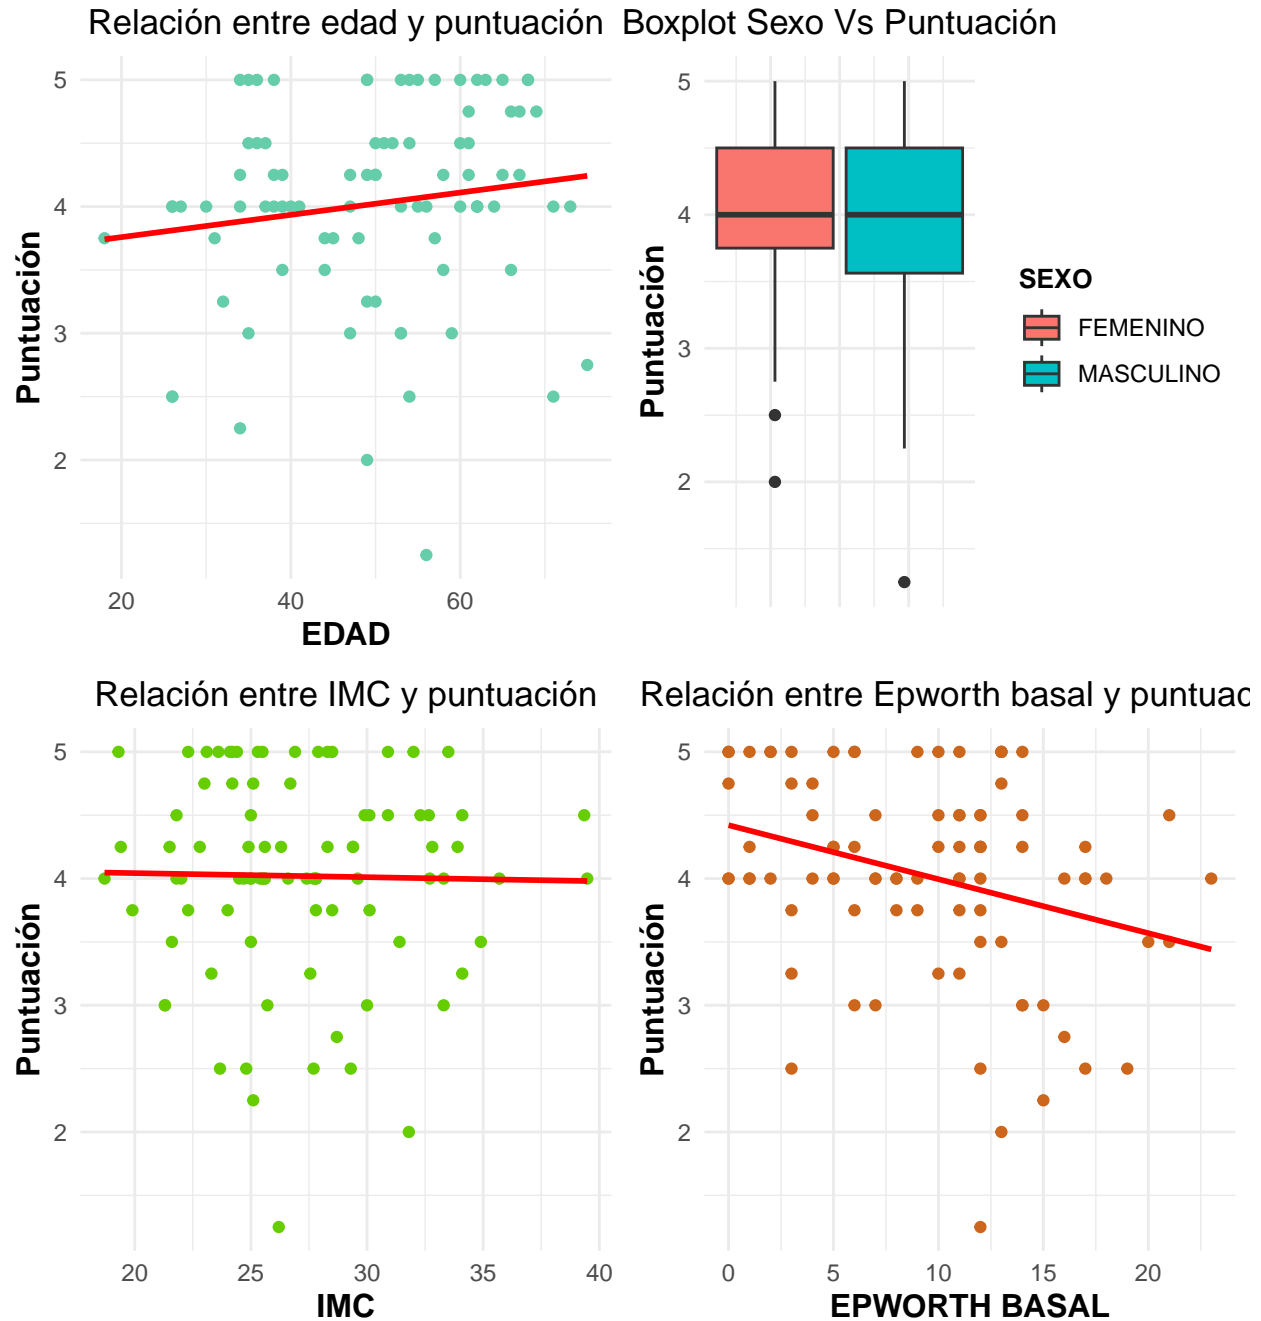 Relación entre edad y puntuación
5
4
3
2
Puntuación
20 40 60
EDAD
Boxplot Sexo Vs Puntuación
5
4
3
2
Puntuación
SEXO
FEMENINO
MASCULINO
Relación entre IMC y puntuación
5
4
3
2
Puntuación
20 25 30 35 40
IMC
Relación entre Epworth basal y puntuac
5
4
3
2
Puntuación
0 5 10 15 20
EPWORTH BASAL